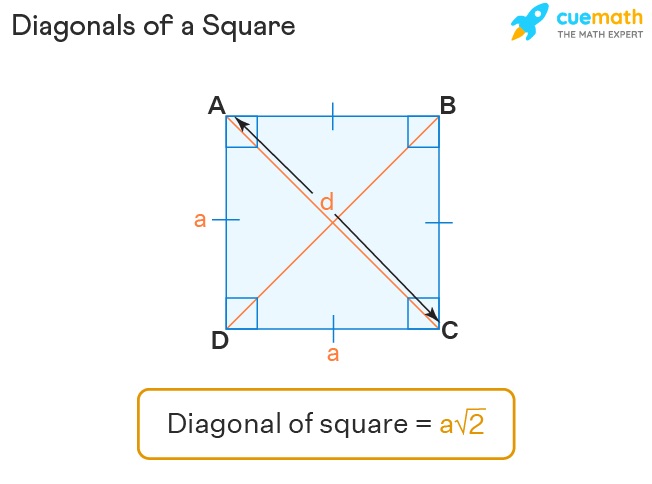 Diagonals of a Square
cuemath
THE MATH EXPERT
A
B
d
a
D
C
a
Diagonal of square = a√2